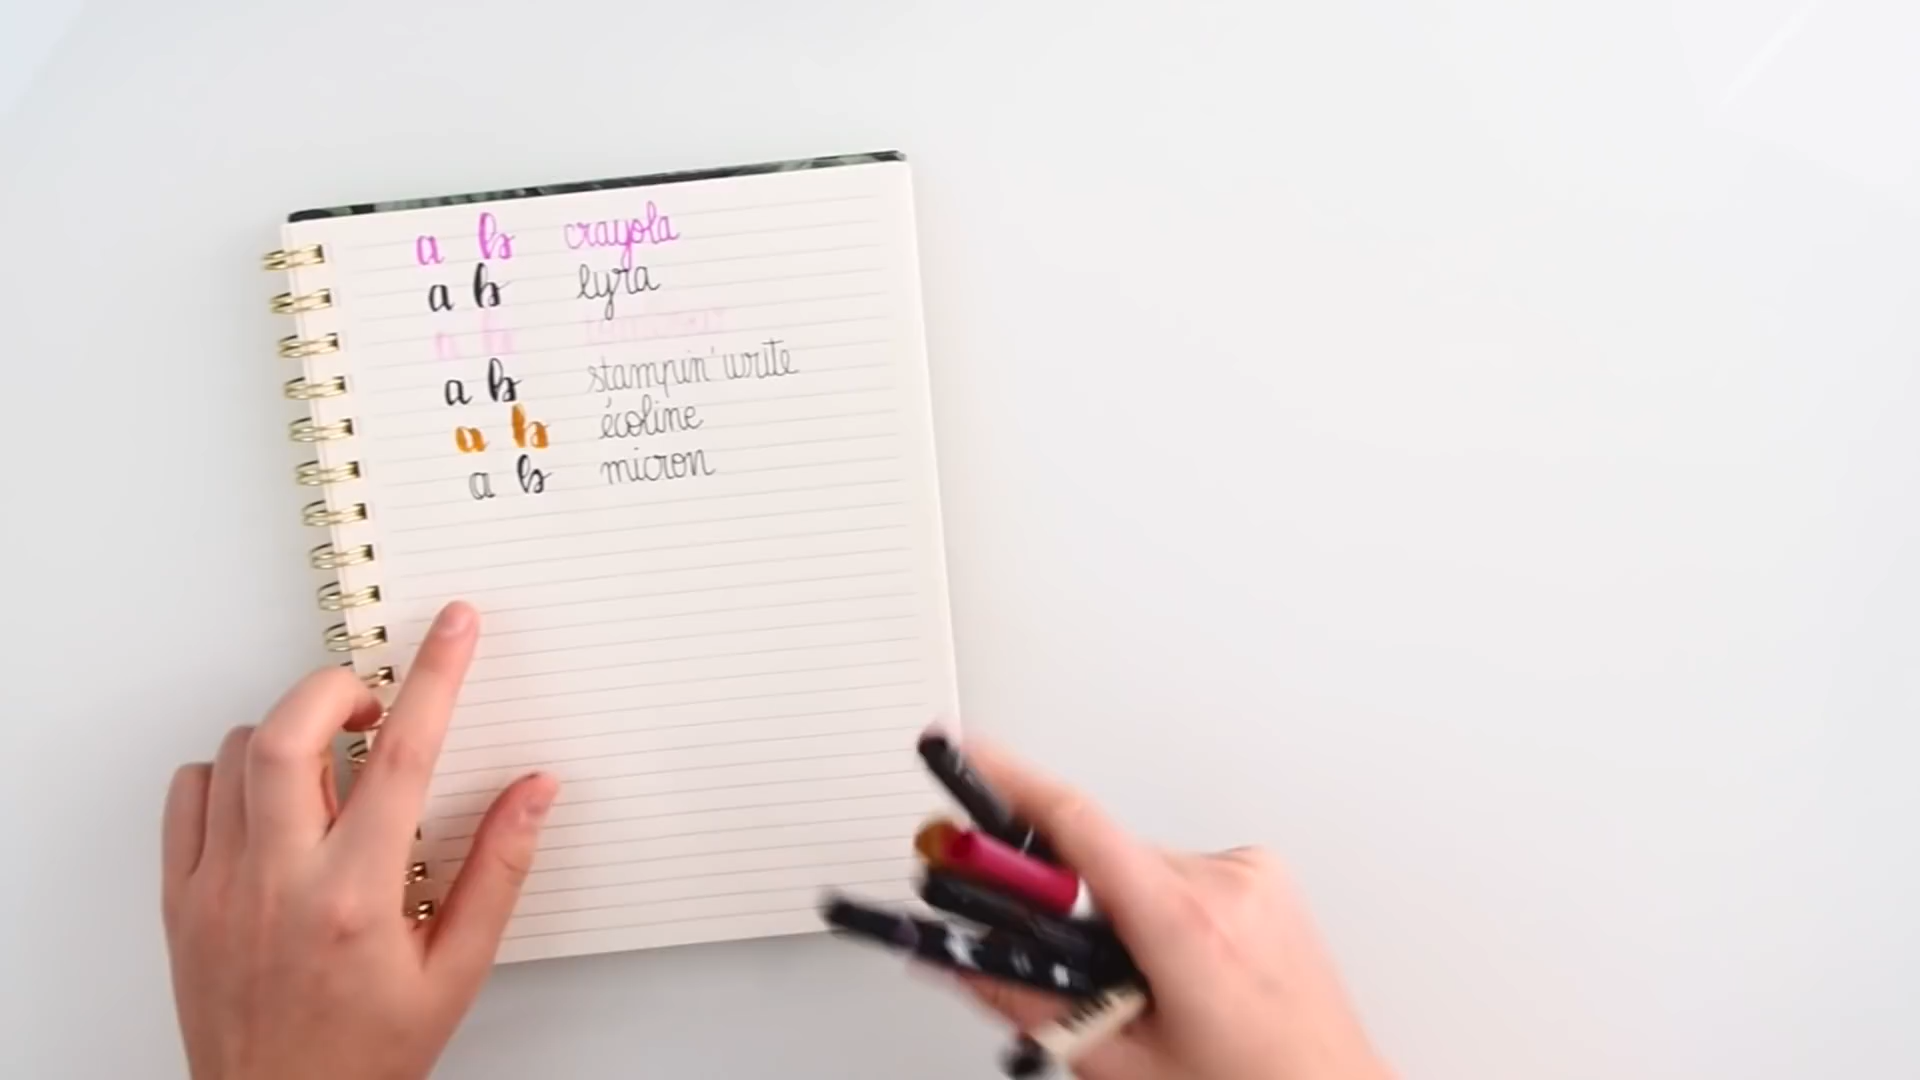 a b crayola
a b lyra
a b
a b stampin' write
a b écoline
a b micron